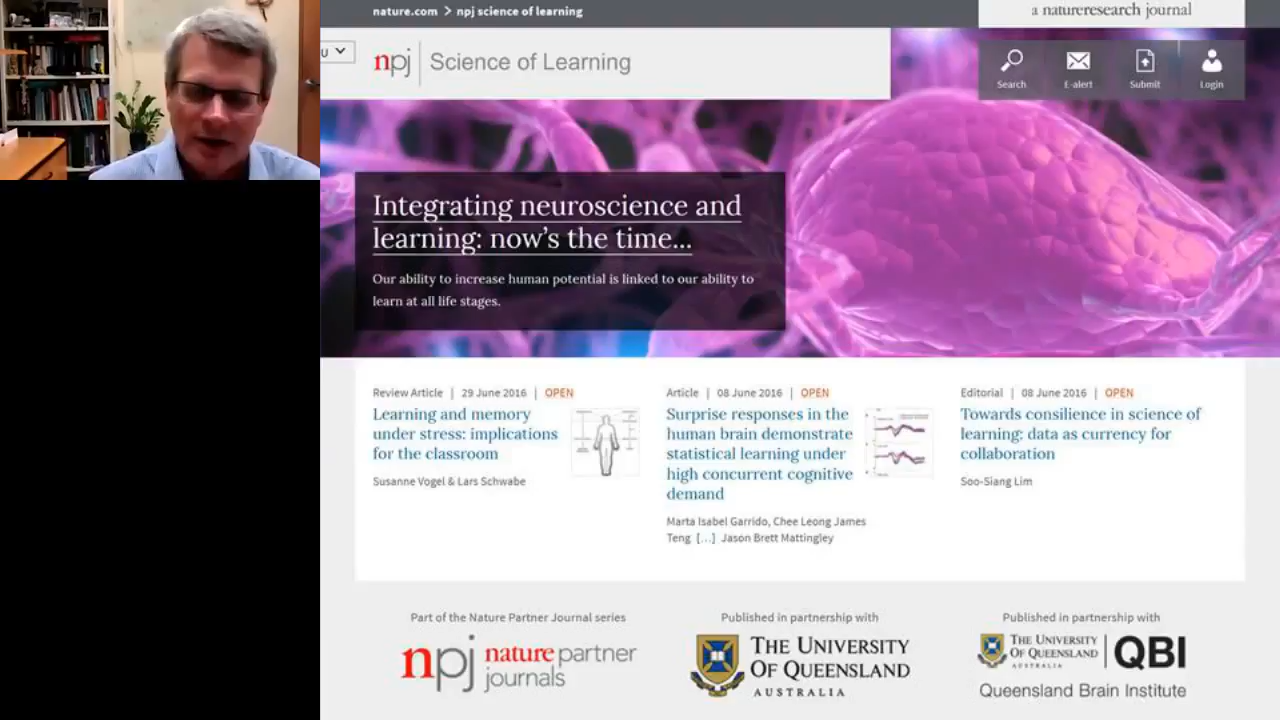 nature.com > npj science of learning
a natureresearch journal
U
npj Science of Learning
Search
E-alert
Submit
Login
Integrating neuroscience and
learning: now's the time...
Our ability to increase human potential is linked to our ability to
learn at all life stages.
Review Article | 29 June 2016 | OPEN
Learning and memory
under stress: implications
for the classroom
Susanne Vogel & Lars Schwabe
Article | 08 June 2016 | OPEN
Surprise responses in the
human brain demonstrate
statistical learning under
high concurrent cognitive
demand
Marta Isabel Garrido, Chee Leong James
Teng [...] Jason Brett Mattingley
Editorial | 08 June 2016 | OPEN
Towards consilience in science of
learning: data as currency for
collaboration
Soo-Siang Lim
Part of the Nature Partner Journal series
npj nature partner
journals
Published in partnership with
THE UNIVERSITY
OF QUEENSLAND
AUSTRALIA
Published in partnership with
THE UNIVERSITY
OF QUEENSLAND
AUSTRALIA
QBI
Queensland Brain Institute